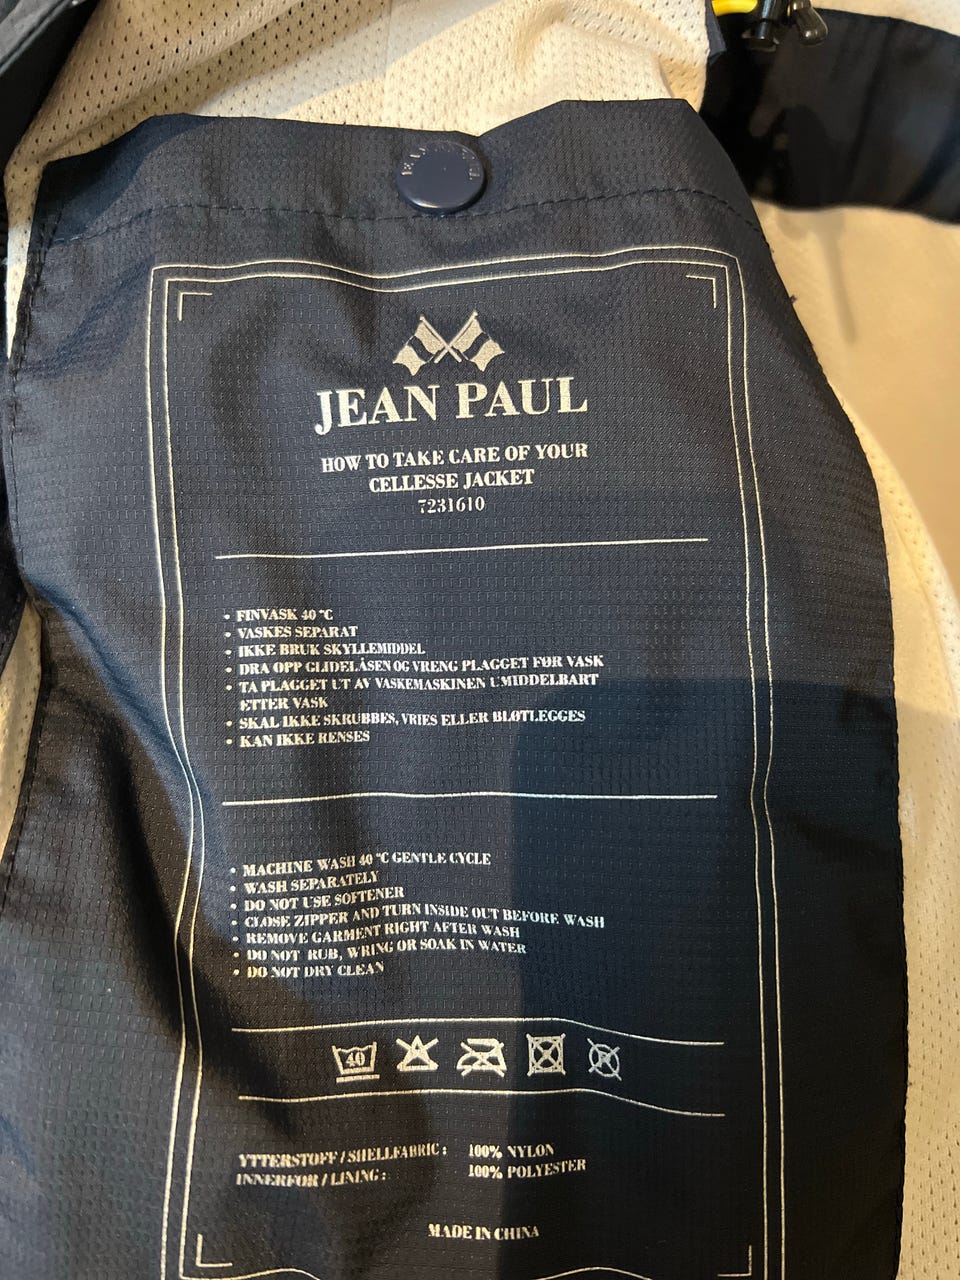 JEAN PAUL
HOW TO TAKE CARE OF YOUR
CELLESSE JACKET
7231610
• FINVASK 40 °C
• VASKES SEPARAT
• IKKE BRUK SKYLLEMIDDEL
• DRA OPP GLIDELÅSEN OG VRENG PLAGGET FØR VASK
• TA PLAGGET UT AV VASKEMASKINEN UMIDDELBART
ETTER VASK
• SKAL IKKE SKRUBBES, VRIES ELLER BLØTLEGGES
• KAN IKKE RENSES
• MACHINE WASH 40 °C GENTLE CYCLE
• WASH SEPARATELY
• DO NOT USE SOFTENER
• CLOSE ZIPPER AND TURN INSIDE OUT BEFORE WASH
• REMOVE GARMENT RIGHT AFTER WASH
• DO NOT RUB, WRING OR SOAK IN WATER
• DO NOT DRY CLEAN
40
YTTERSTOFF / SHELLFABRIC : 100% NYLON
INNERFOR / LINING : 100% POLYESTER
MADE IN CHINA